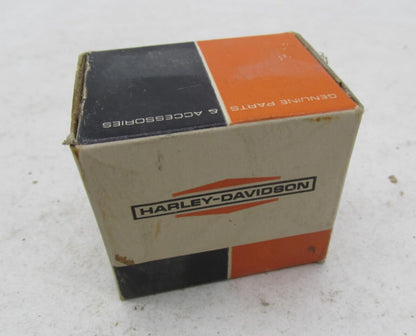 GENUINE PARTS
& ACCESSORIES
HARLEY-DAVIDSON